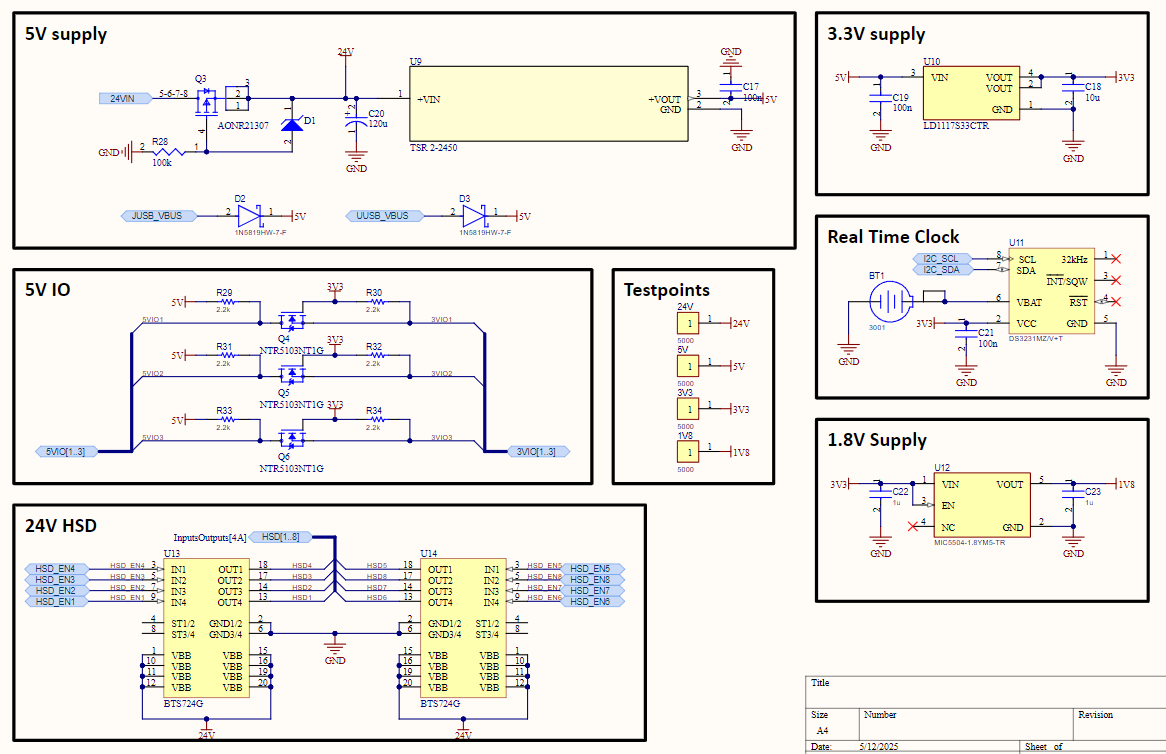 5V supply
24V
Q3
5-6-7-8
3
2
1
24VIN
4
AONR21307
R28
GND
2
1
100k
1
D1
2
+
2
C20
120u
1
GND
U9
1
+VIN
+VOUT
3
GND
2
TSR 2-2450
GND
1
C17
100n
2
5V
GND
JUSB_VBUS
2
D2
1
5V
1N5819HW-7-F
UUSB_VBUS
2
D3
1
5V
1N5819HW-7-F
3.3V supply
U10
5V
3
VIN
VOUT
4
VOUT
2
GND
1
LD1117S33CTR
1
C19
100n
2
GND
3V3
1
C18
10u
2
GND
5V IO
R29
5V
2.2k
3V3
R30
2.2k
5VIO1
3VIO1
Q4
NTR5103NT1G
R31
5V
2.2k
3V3
R32
2.2k
5VIO2
3VIO2
Q5
NTR5103NT1G
R33
5V
2.2k
3V3
R34
2.2k
5VIO3
3VIO3
Q6
NTR5103NT1G
5VIO[1..3]
3VIO[1..3]
Testpoints
24V
1
1
24V
5000
5V
1
1
5V
5000
3V3
1
1
3V3
5000
1V8
1
1
1V8
5000
Real Time Clock
U11
I2C_SCL
8
SCL
32kHz
1
I2C_SDA
7
SDA
INT/SQW
3
BT1
6
VBAT
RST
4
3V3
2
VCC
GND
5
3001
DS3231MZ/V+T
1
C21
100n
2
GND
GND
GND
1.8V Supply
U12
3V3
1
VIN
VOUT
5
1V8
3
EN
4
NC
GND
2
MIC5504-1.8YM5-TR
1
C22
1u
2
GND
1
C23
1u
2
GND
24V HSD
InputsOutputs[4A]
HSD[1..8]
U13
HSD_EN4
HSD_EN4
3
IN1
OUT1
18
HSD4
HSD_EN3
HSD_EN3
5
IN2
OUT2
17
HSD3
HSD_EN2
HSD_EN2
7
IN3
OUT3
14
HSD2
HSD_EN1
HSD_EN1
9
IN4
OUT4
13
HSD1
4
ST1/2
GND1/2
2
8
ST3/4
GND3/4
6
1
VBB
VBB
15
10
VBB
VBB
16
11
VBB
VBB
19
12
VBB
VBB
20
BTS724G
24V
GND
U14
HSD5
18
OUT1
IN1
3
HSD_EN5
HSD_EN5
HSD8
17
OUT2
IN2
5
HSD_EN8
HSD_EN8
HSD7
14
OUT3
IN3
7
HSD_EN7
HSD_EN7
HSD6
13
OUT4
IN4
9
HSD_EN6
HSD_EN6
2
GND1/2
ST1/2
4
6
GND3/4
ST3/4
8
15
VBB
VBB
1
16
VBB
VBB
10
19
VBB
VBB
11
20
VBB
VBB
12
BTS724G
24V
Title
Size
Number
Revision
A4
Date:
5/12/2025
Sheet of